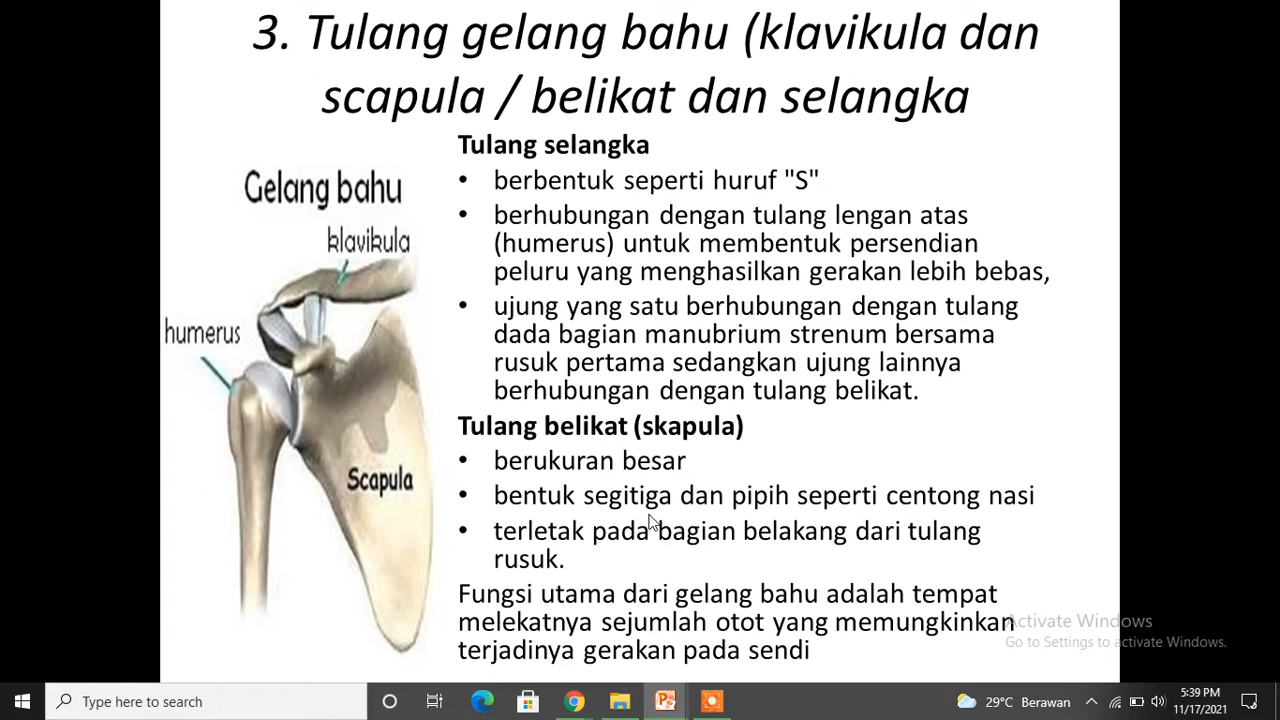 3. Tulang gelang bahu (klavikula dan
scapula / belikat dan selangka
Gelang bahu
klavikula
humerus
Scapula
Tulang selangka
• berbentuk seperti huruf "S"
• berhubungan dengan tulang lengan atas
(humerus) untuk membentuk persendian
peluru yang menghasilkan gerakan lebih bebas,
• ujung yang satu berhubungan dengan tulang
dada bagian manubrium strenum bersama
rusuk pertama sedangkan ujung lainnya
berhubungan dengan tulang belikat.
Tulang belikat (skapula)
• berukuran besar
• bentuk segitiga dan pipih seperti centong nasi
• terletak pada bagian belakang dari tulang
rusuk.
Fungsi utama dari gelang bahu adalah tempat
melekatnya sejumlah otot yang memungkinkan
terjadinya gerakan pada sendi
Activate Windows
Go to Settings to activate Windows.
Type here to search
29°C Berawan
5:39 PM
11/17/2021